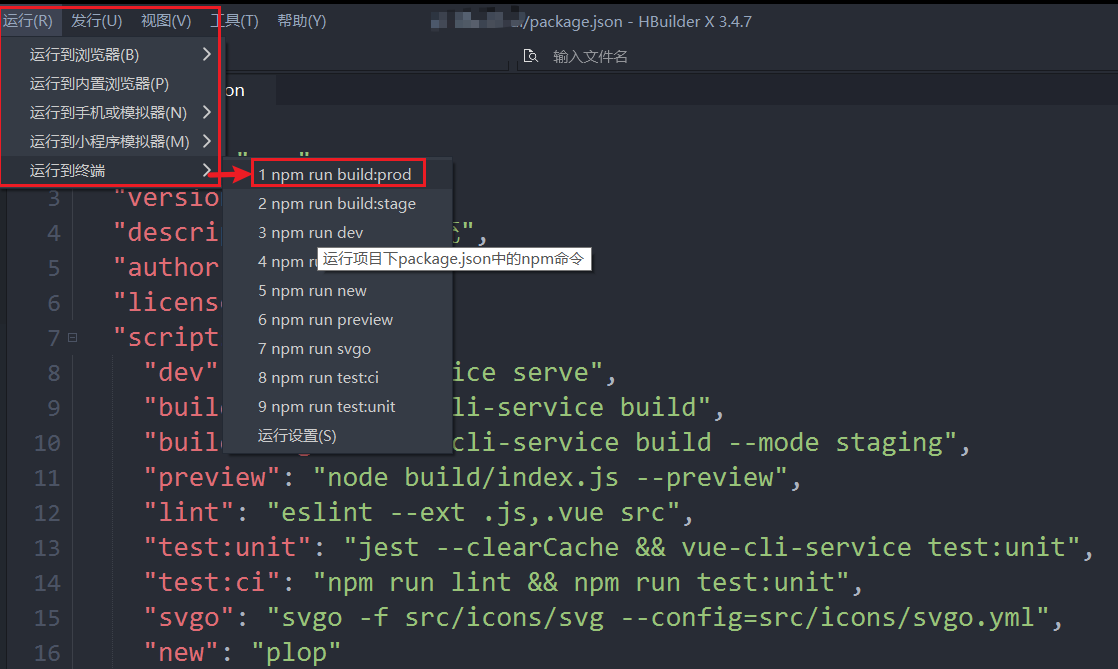 运行(R) 发行(U) 视图(V) 工具(T) 帮助(Y) /package.json - HBuilder X 3.4.7
运行到浏览器(B)
输入文件名
运行到内置浏览器(P)
on
运行到手机或模拟器(N)
运行到小程序模拟器(M)
运行到终端
1 npm run build:prod
2 npm run build:stage
3 npm run dev
运行项目下package.json中的npm命令
4 npm ru
5 npm run new
6 npm run preview
7 npm run svgo
8 npm run test:ci
9 npm run test:unit
运行设置(S)
3 "versio
4 "descri ",
5 "author
6 "license
7 "script
8 "dev" ice serve",
9 "buil li-service build",
10 "buil cli-service build --mode staging",
11 "preview": "node build/index.js --preview",
12 "lint": "eslint --ext .js,.vue src",
13 "test:unit": "jest --clearCache && vue-cli-service test:unit",
14 "test:ci": "npm run lint && npm run test:unit",
15 "svgo": "svgo -f src/icons/svg --config=src/icons/svgo.yml",
16 "new": "plop"